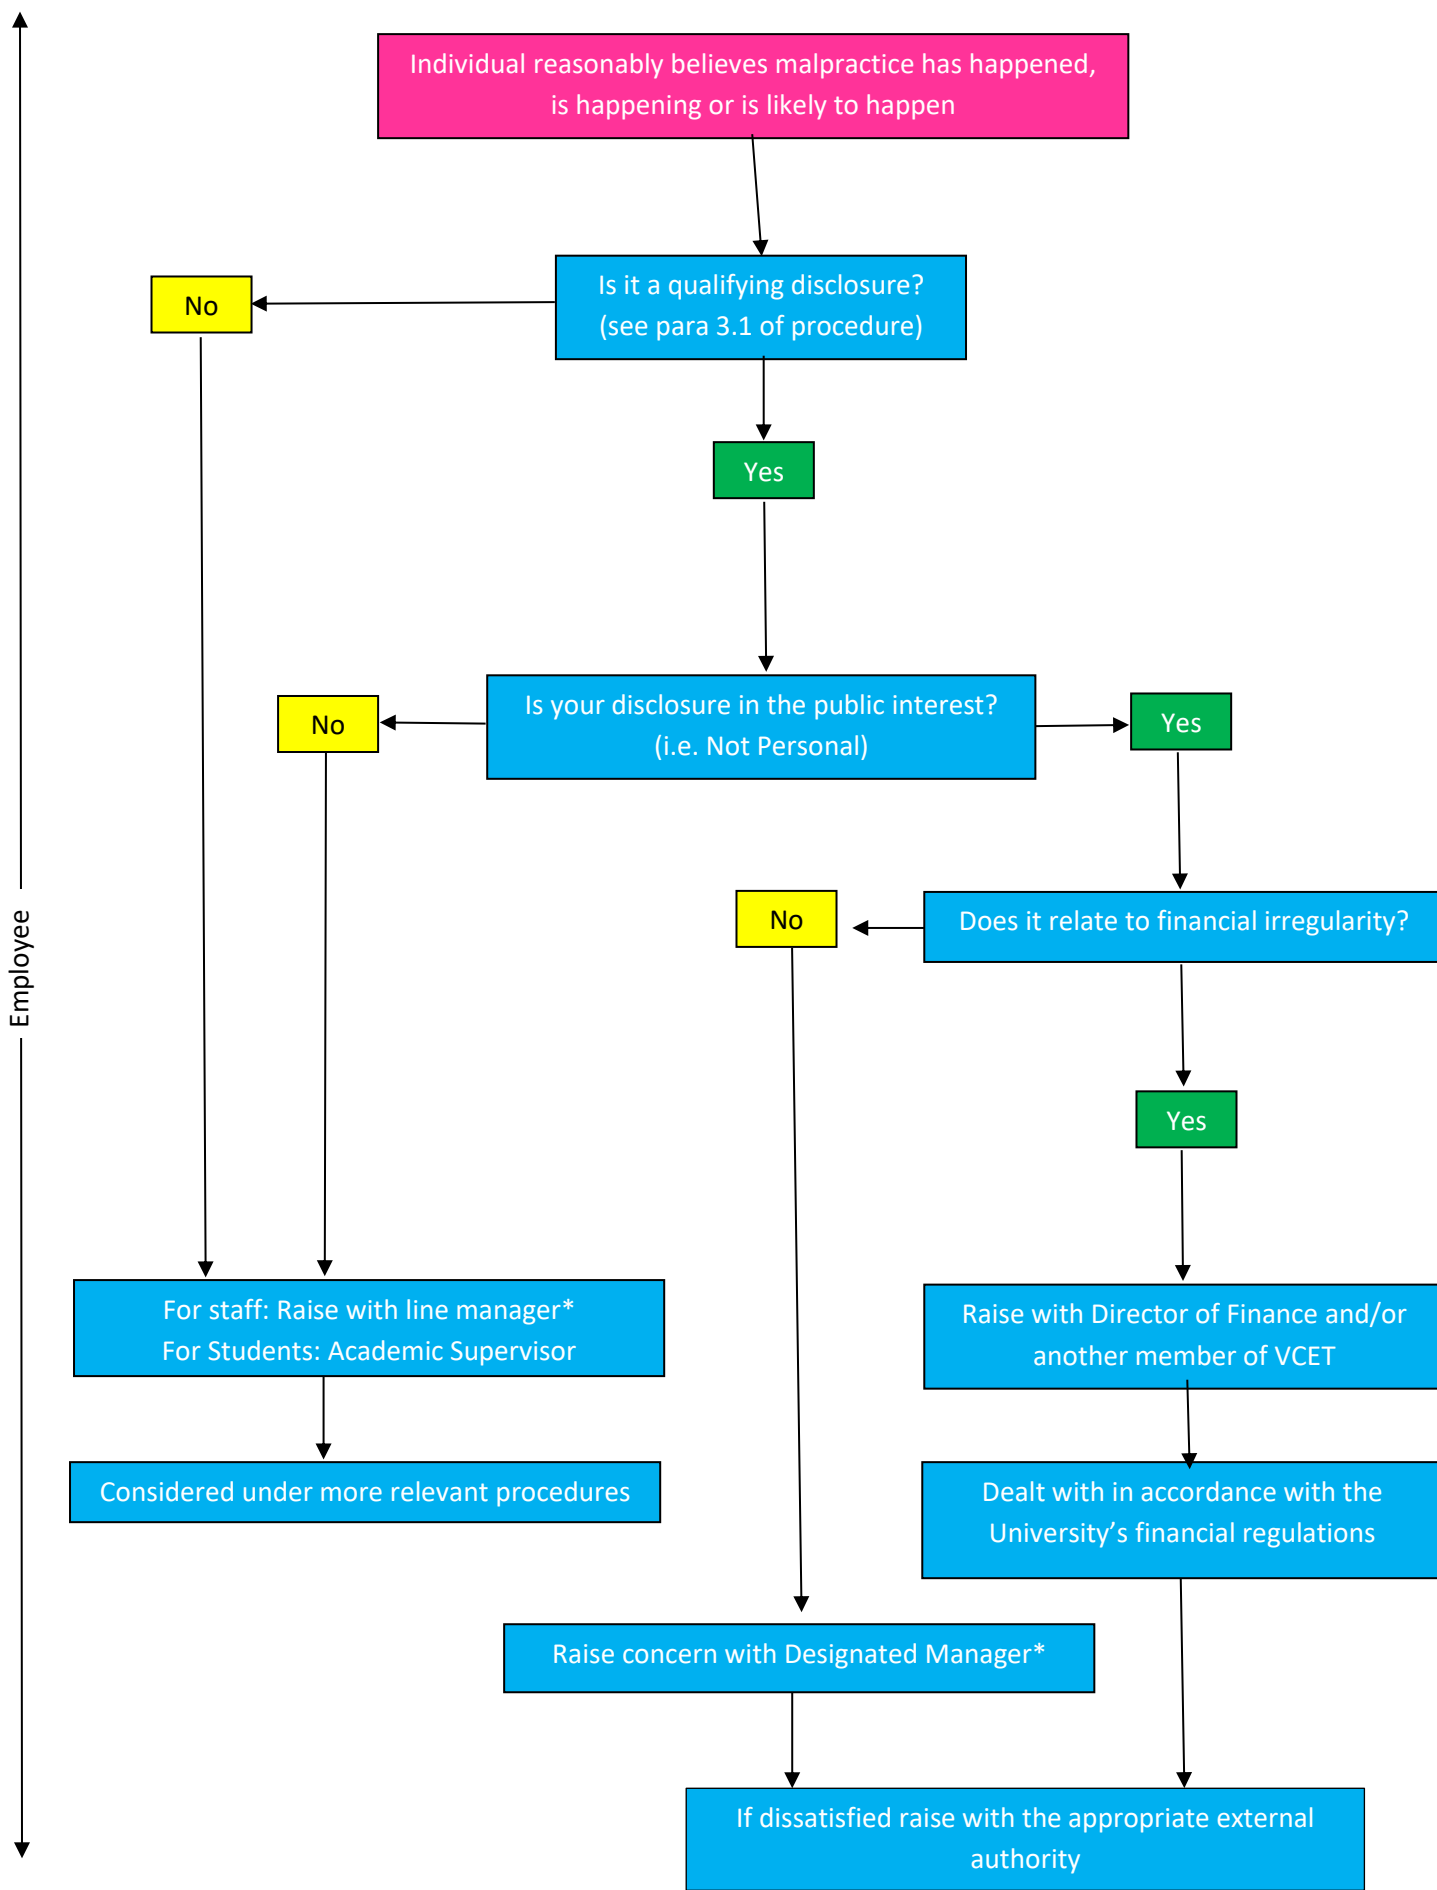 Individual reasonably believes malpractice has happened,
is happening or is likely to happen
Is it a qualifying disclosure?
(see para 3.1 of procedure)
No
Yes
Is your disclosure in the public interest?
(i.e. Not Personal)
No
Yes
Does it relate to financial irregularity?
No
Employee
Yes
For staff: Raise with line manager*
For Students: Academic Supervisor
Raise with Director of Finance and/or
another member of VCET
Considered under more relevant procedures
Dealt with in accordance with the
University’s financial regulations
Raise concern with Designated Manager*
If dissatisfied raise with the appropriate external
authority